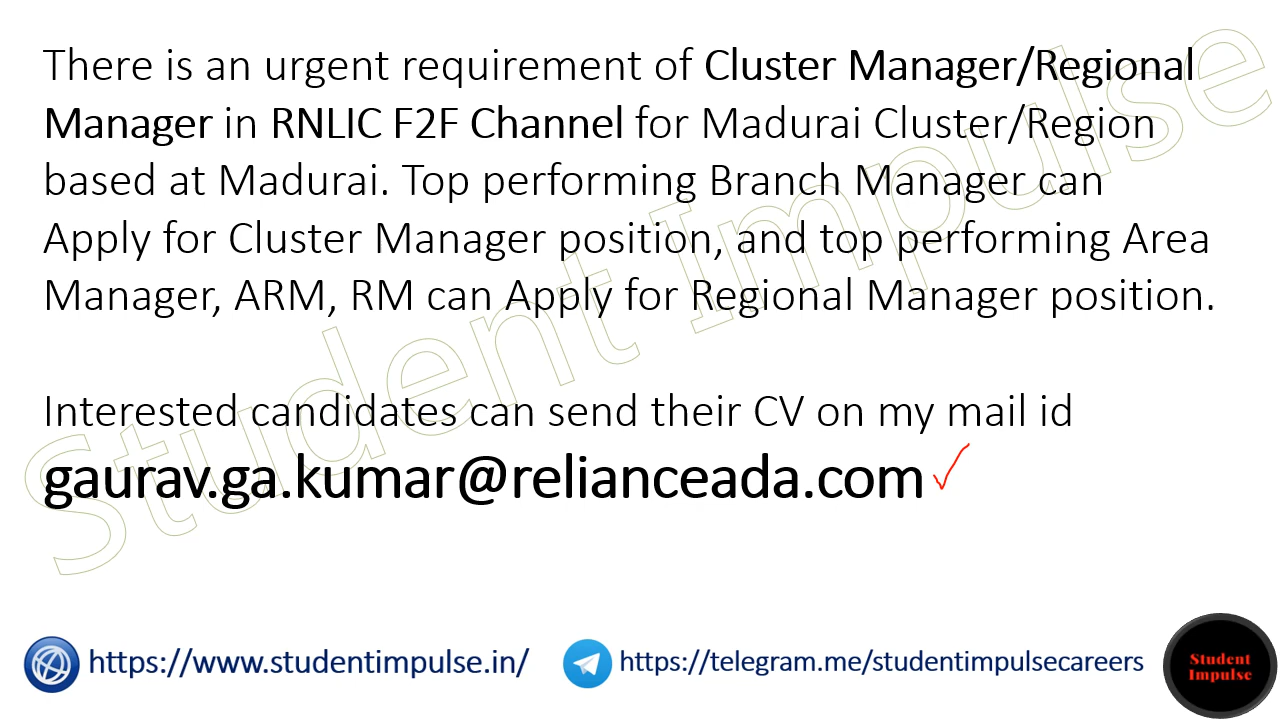 There is an urgent requirement of Cluster Manager/Regional
Manager in RNLIC F2F Channel for Madurai Cluster/Region
based at Madurai. Top performing Branch Manager can
Apply for Cluster Manager position, and top performing Area
Manager, ARM, RM can Apply for Regional Manager position.
Interested candidates can send their CV on my mail id
gaurav.ga.kumar@relianceada.com
Student Impulse
https://www.studentimpulse.in/
https://telegram.me/studentimpulsecareers
Student
Impulse